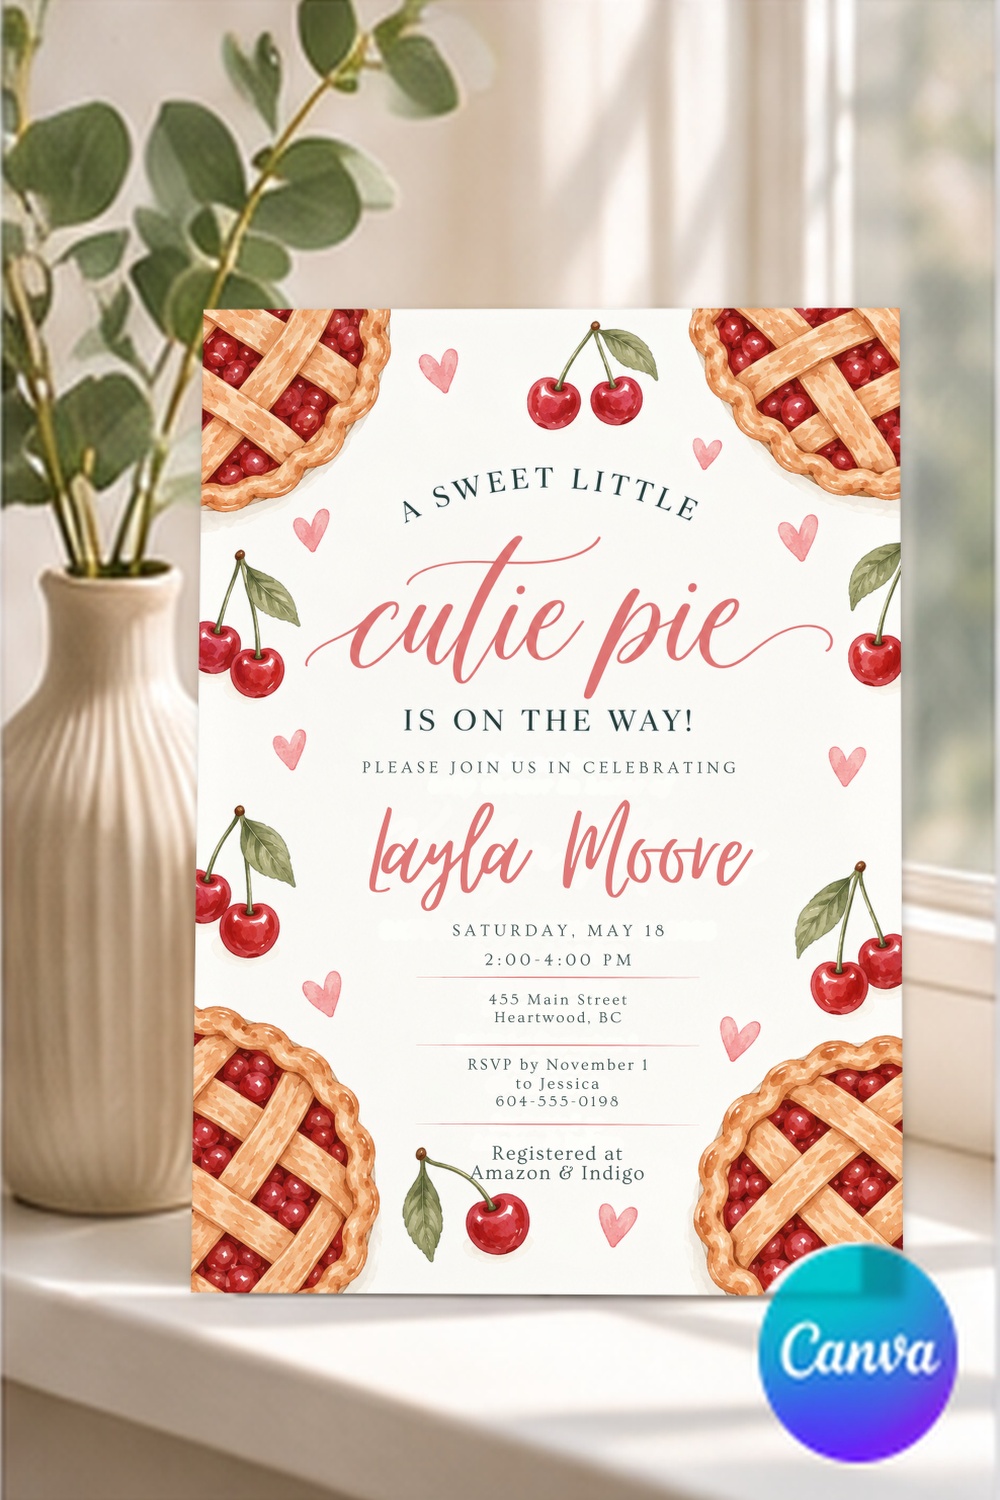 A SWEET LITTLE
cutie pie
IS ON THE WAY!
PLEASE JOIN US IN CELEBRATING
Layla Moore
SATURDAY, MAY 18
2:00-4:00 PM
455 Main Street
Heartwood, BC
RSVP by November 1
to Jessica
604-555-0198
Registered at
Amazon & Indigo
Canva